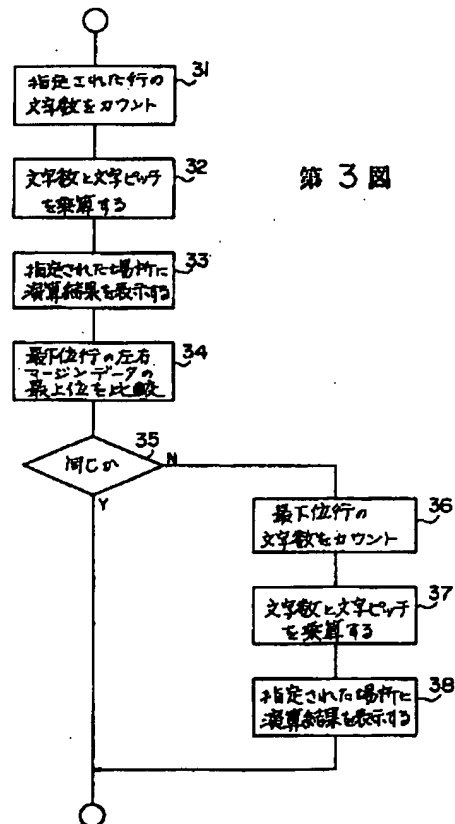 31
指定された行の
文字数をカウント
32
文字数と文字ピッチ
を乗算する
第3図
33
指定された場所に
演算結果を表示する
34
最下位行の左右
マージンデータの
最上位を比較
35
同じか
N
Y
36
最下位行の
文字数をカウント
37
文字数と文字ピッチ
を乗算する
38
指定された場所に
演算結果を表示する